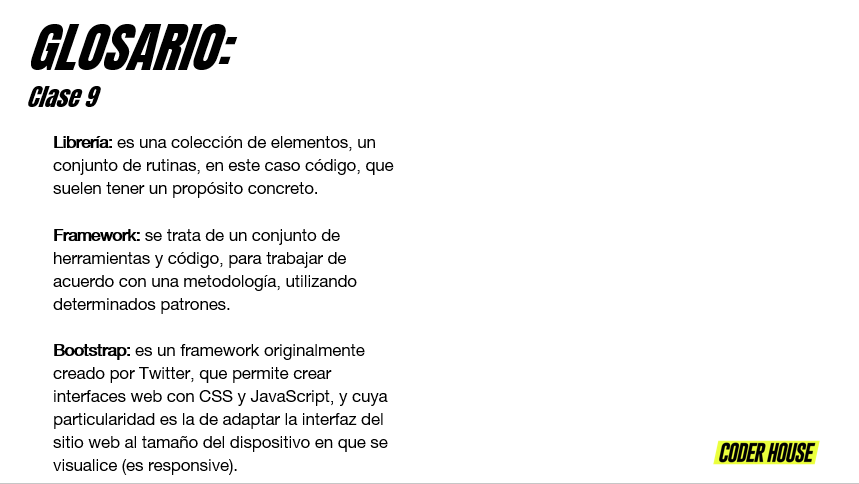 GLOSARIO:
Clase 9
Librería: es una colección de elementos, un
conjunto de rutinas, en este caso código, que
suelen tener un propósito concreto.
Framework: se trata de un conjunto de
herramientas y código, para trabajar de
acuerdo con una metodología, utilizando
determinados patrones.
Bootstrap: es un framework originalmente
creado por Twitter, que permite crear
interfaces web con CSS y JavaScript, y cuya
particularidad es la de adaptar la interfaz del
sitio web al tamaño del dispositivo en que se
visualice (es responsive).
CODER HOUSE